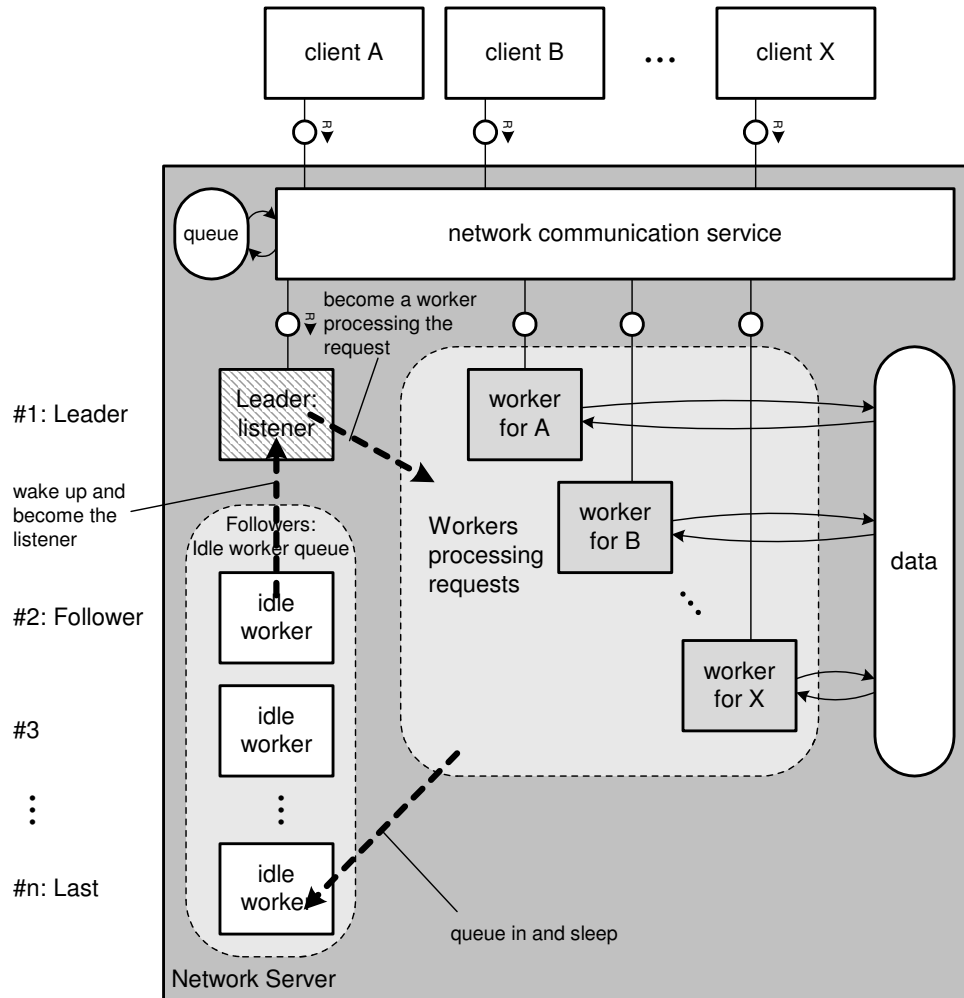 client A
client B
...
client X
R
R
R
queue
network communication service
R
become a worker
processing the
request
#1: Leader
Leader:
listener
worker
for A
wake up and
become the
listener
Followers:
Idle worker queue
Workers
processing
requests
worker
for B
data
#2: Follower
idle
worker
...
worker
for X
#3
idle
worker
...
...
#n: Last
idle
worker
queue in and sleep
Network Server